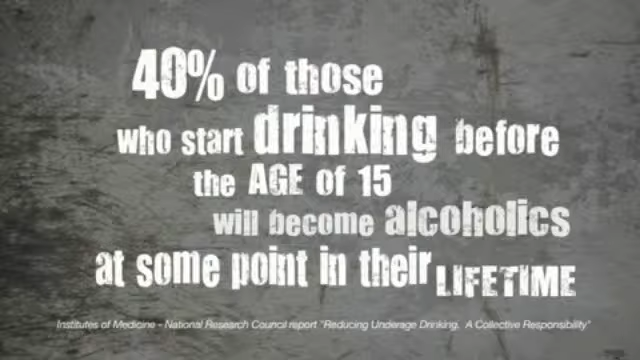 40% of those
who start drinking before
the AGE of 15
will become alcoholics
at some point in their LIFETIME
Institutes of Medicine - National Research Council report "Reducing Underage Drinking. A Collective Responsibility"